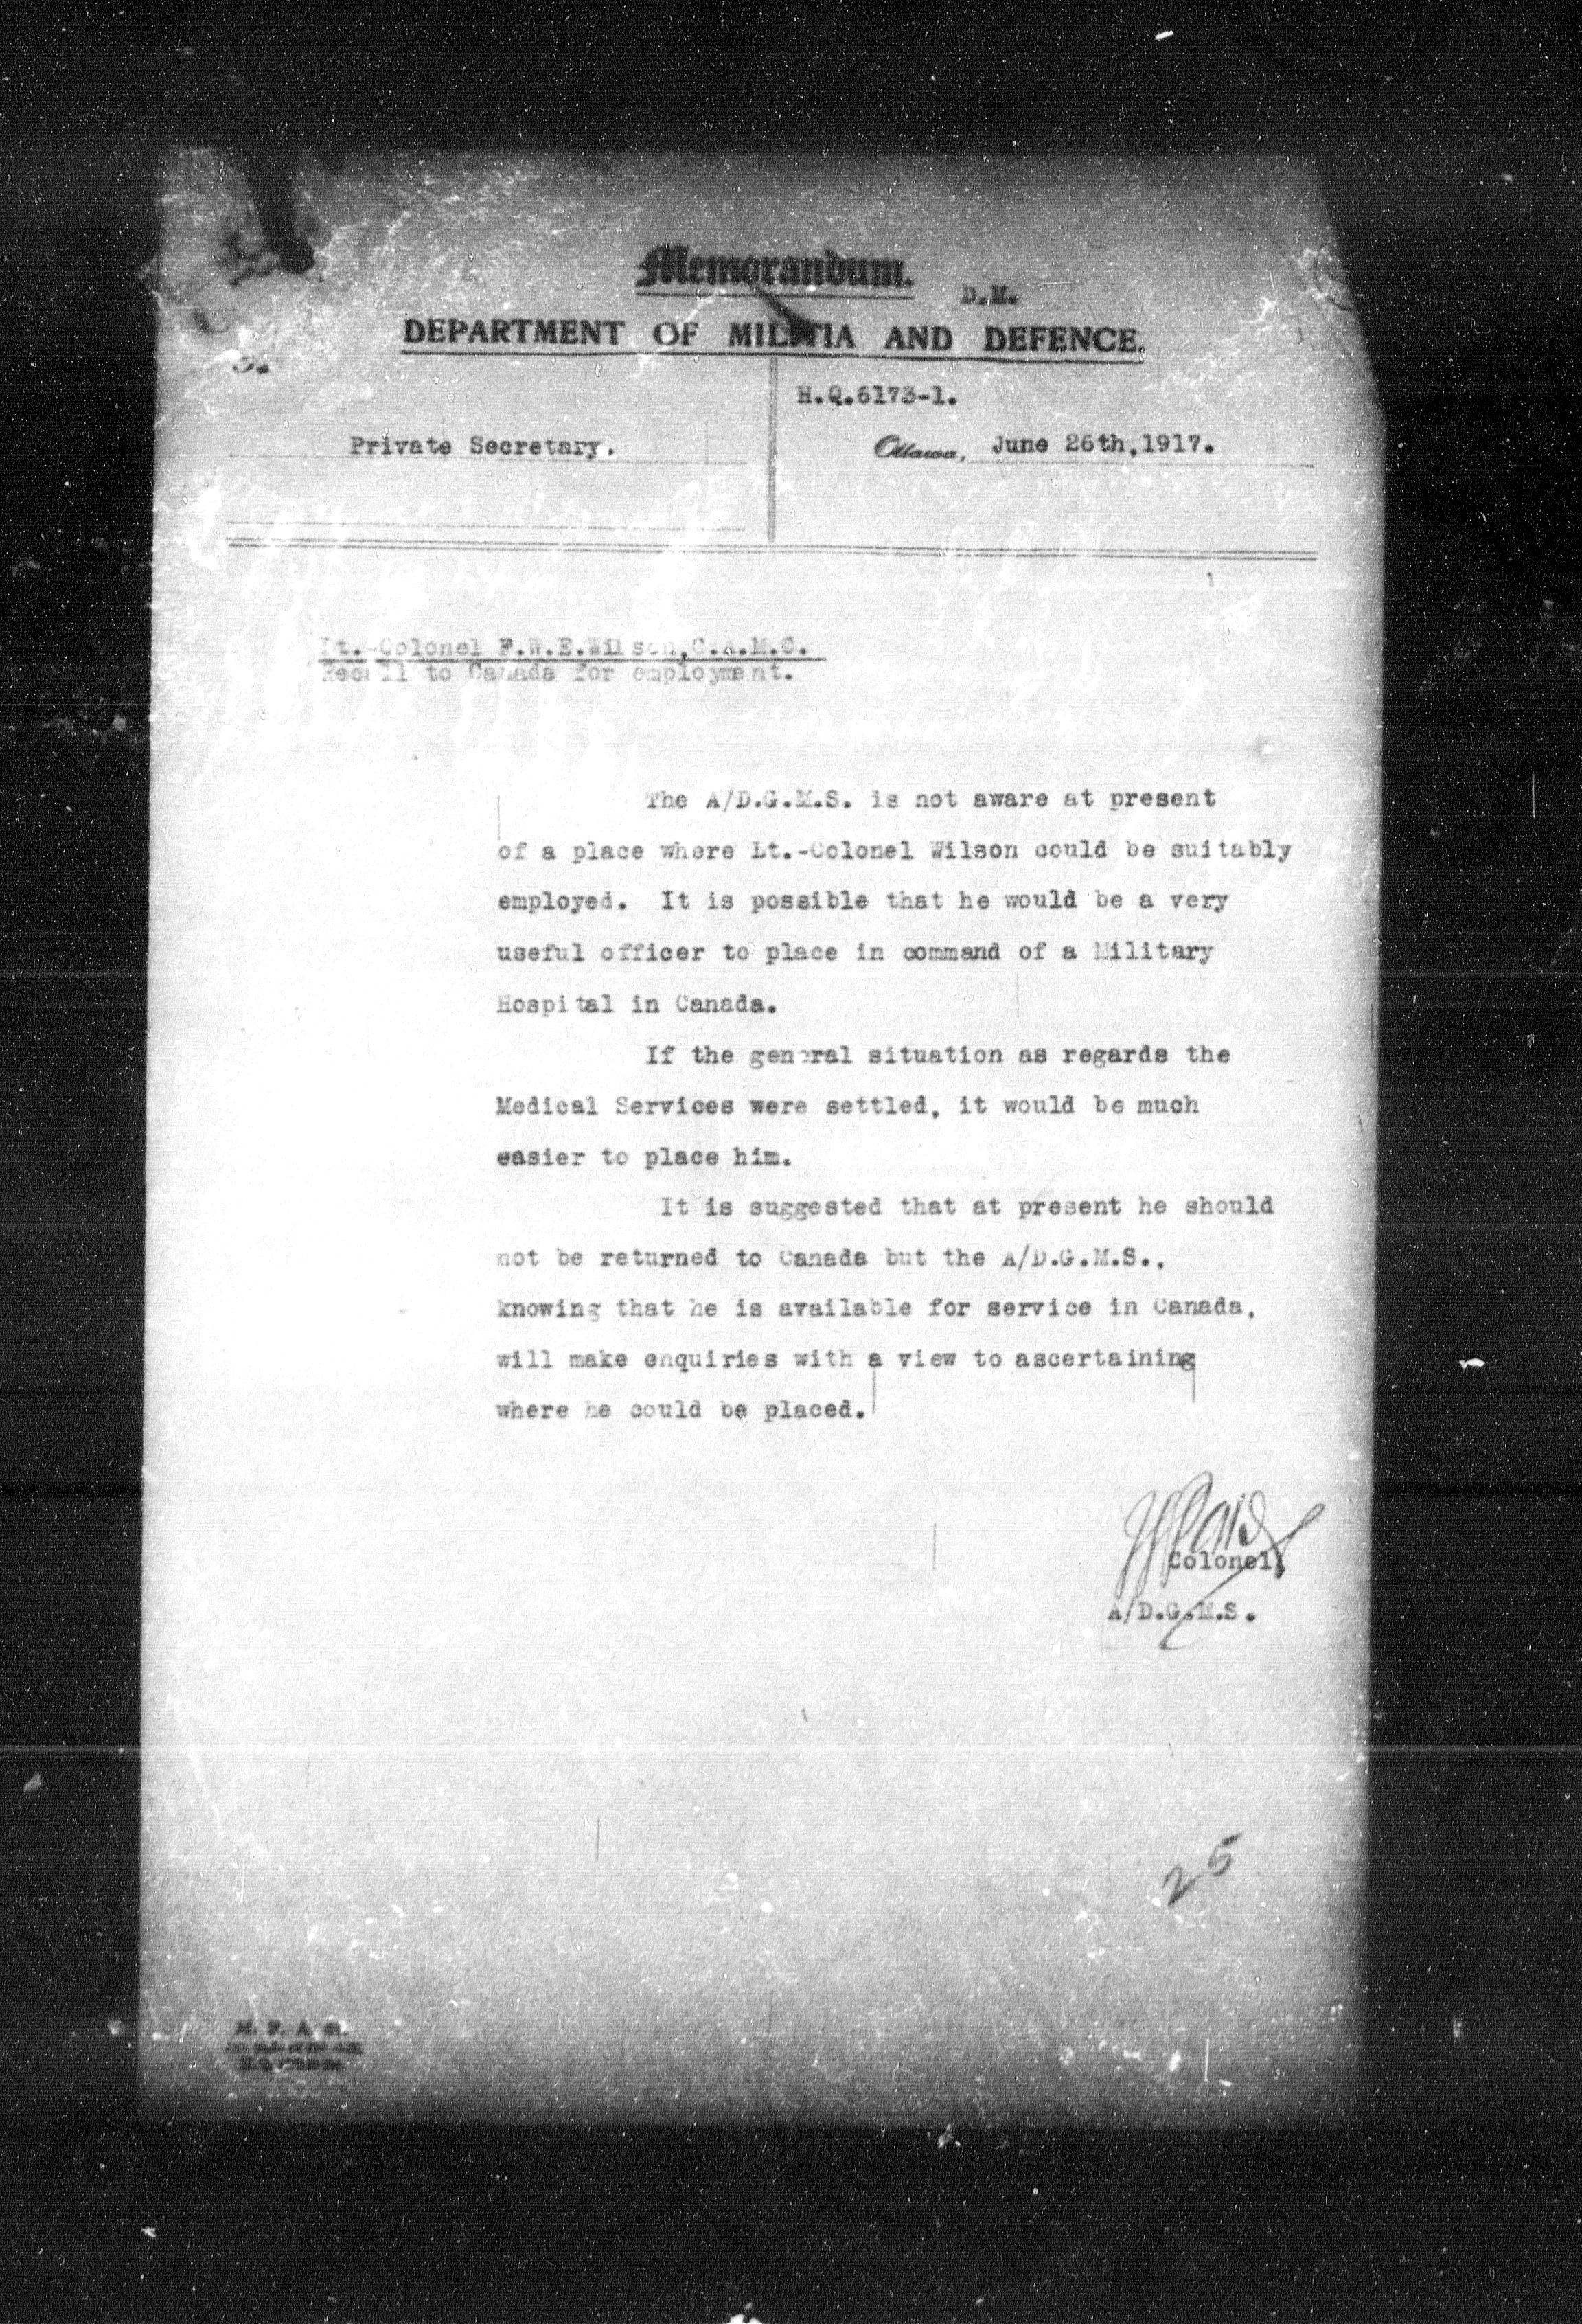 Memorandum.
D.M.
DEPARTMENT OF MILITIA AND DEFENCE.
H.Q.6173-1.
Private Secretary.
Ottawa, June 26th,1917.
Lt.-Colonel F.W.E.Wilson,C.A.M.C.
Recall to Canada for employment.
The A/D.G.M.S. is not aware at present
of a place where Lt.-Colonel Wilson could be suitably
employed. It is possible that he would be a very
useful officer to place in command of a Military
Hospital in Canada.
If the general situation as regards the
Medical Services were settled, it would be much
easier to place him.
It is suggested that at present he should
not be returned to Canada but the A/D.G.M.S.,
knowing that he is available for service in Canada,
will make enquiries with a view to ascertaining
where he could be placed.
Colonel,
A/D.G.M.S.
25